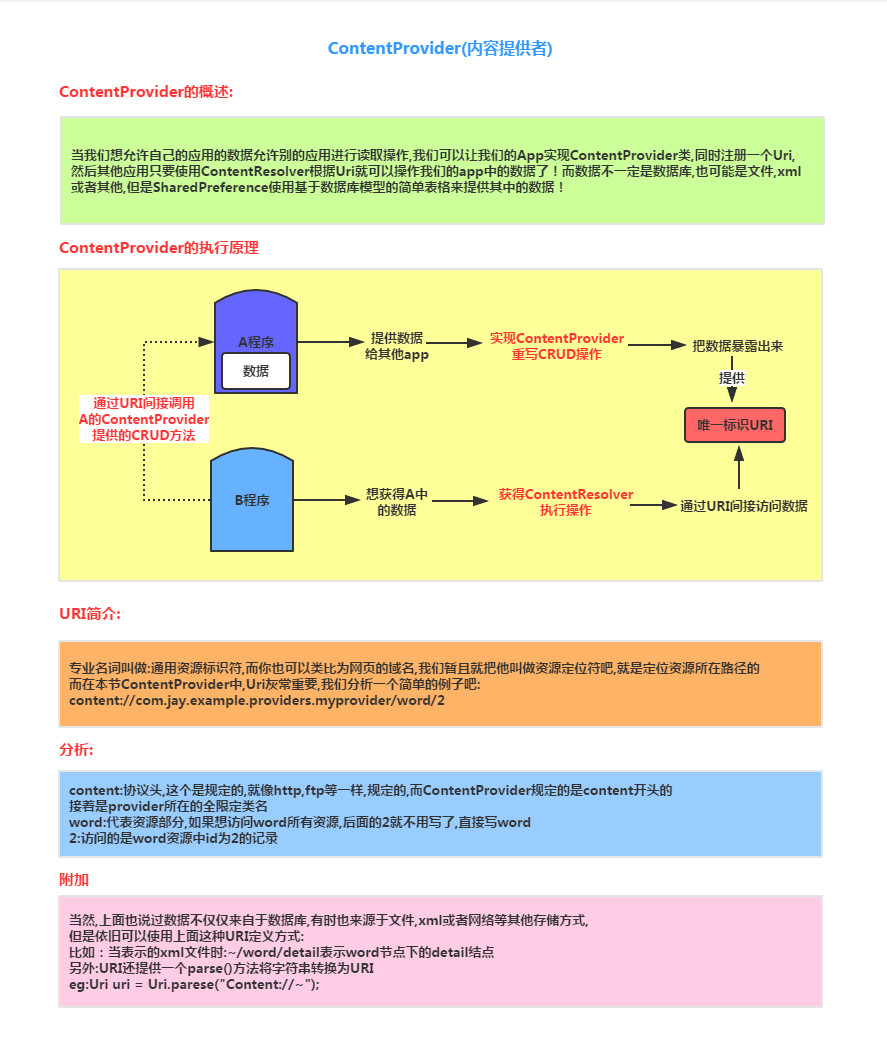 ContentProvider(内容提供者)
ContentProvider的概述:
当我们想允许自己的应用的数据允许别的应用进行读取操作,我们可以让我们的App实现ContentProvider类,同时注册一个Uri,
然后其他应用只要使用ContentResolver根据Uri就可以操作我们的app中的数据了！而数据不一定是数据库,也可能是文件,xml
或者其他,但是SharedPreference使用基于数据库模型的简单表格来提供其中的数据！
ContentProvider的执行原理
A程序
数据
提供数据
给其他app
实现ContentProvider
重写CRUD操作
把数据暴露出来
提供
唯一标识URI
通过URI间接调用
A的ContentProvider
提供的CRUD方法
B程序
想获得A中
的数据
获得ContentResolver
执行操作
通过URI间接访问数据
URI简介:
专业名词叫做:通用资源标识符,而你也可以类比为网页的域名,我们暂且就把他叫做资源定位符吧,就是定位资源所在路径的
而在本节ContentProvider中,Uri灰常重要,我们分析一个简单的例子吧:
content://com.jay.example.providers.myprovider/word/2
分析:
content:协议头,这个是规定的,就像http,ftp等一样,规定的,而ContentProvider规定的是content开头的
接着是provider所在的全限定类名
word:代表资源部分,如果想访问word所有资源,后面的2就不用写了,直接写word
2:访问的是word资源中id为2的记录
附加
当然,上面也说过数据不仅仅来自于数据库,有时也来源于文件,xml或者网络等其他存储方式,
但是依旧可以使用上面这种URI定义方式:
比如：当表示的xml文件时:~/word/detail表示word节点下的detail结点
另外:URI还提供一个parse()方法将字符串转换为URI
eg:Uri uri = Uri.parese("Content://~");